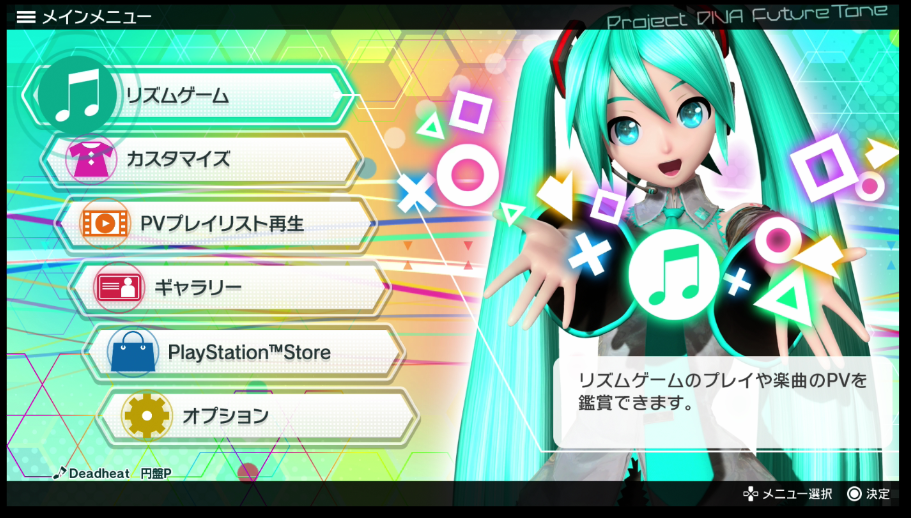 メインメニュー
Project DIVA FutureTone
リズムゲーム
カスタマイズ
PVプレイリスト再生
ギャラリー
PlayStation™Store
オプション
リズムゲームのプレイや楽曲のPVを
鑑賞できます。
Deadheat 円盤P
メニュー選択 決定